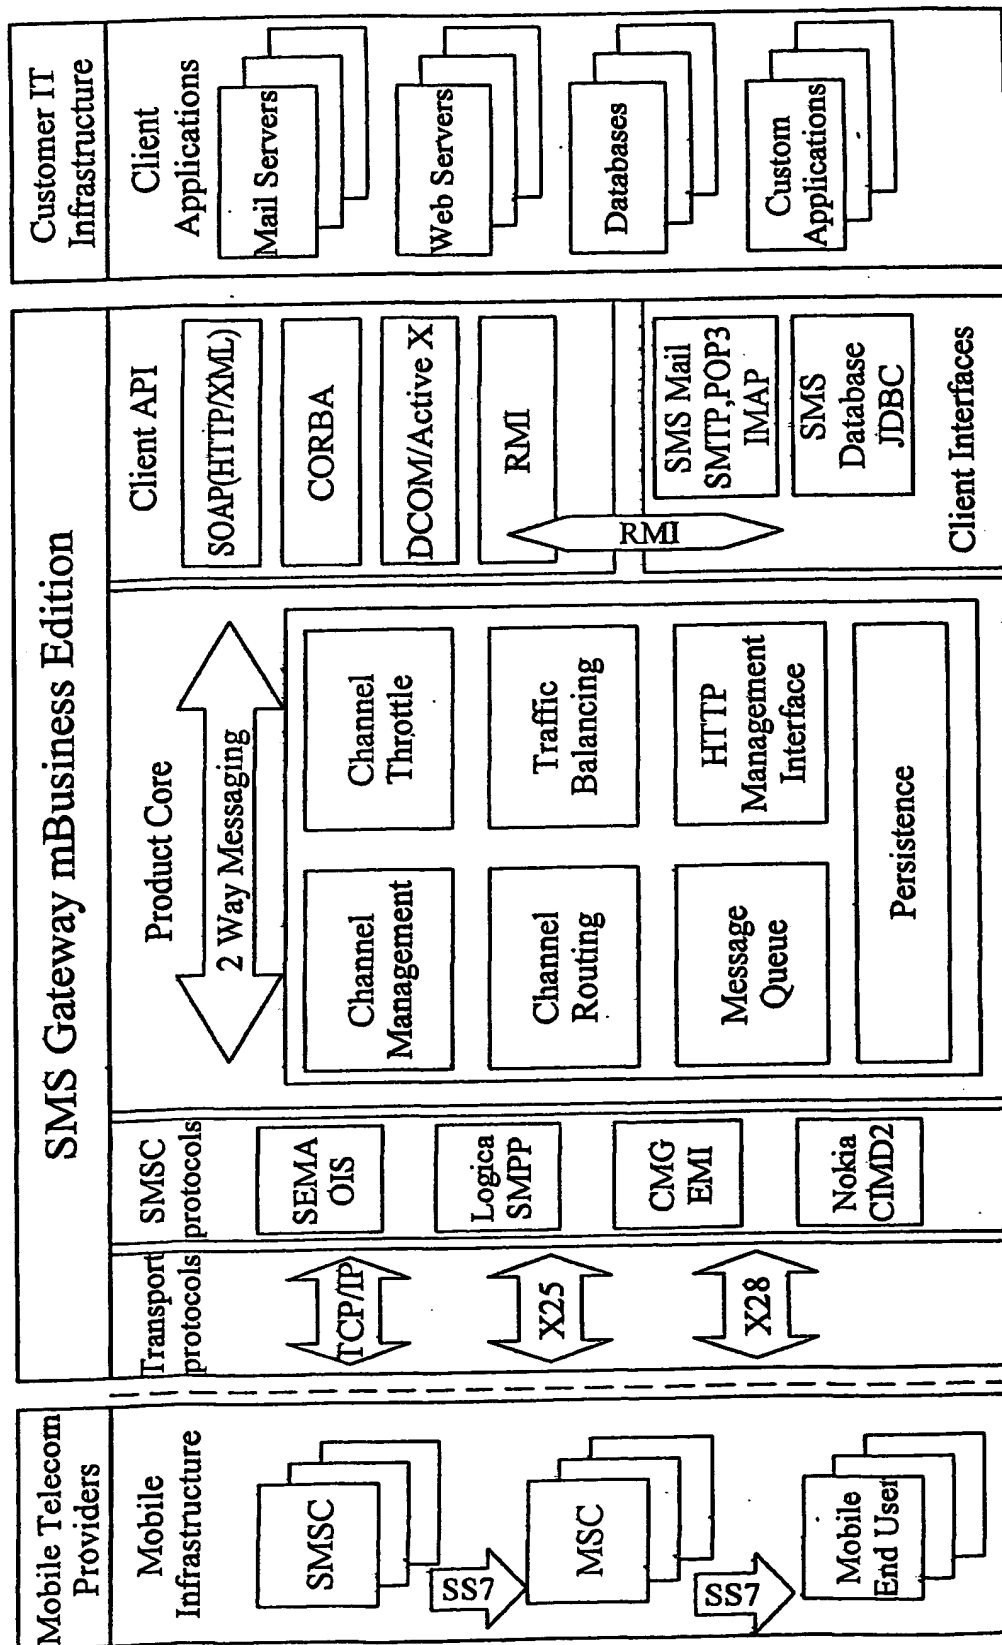 Mobile Telecom
Providers
Mobile
Infrastructure
SMSC
SS7
MSC
SS7
Mobile
End User
SMS Gateway mBusiness Edition
Transport
protocols
TCP/IP
X25
X28
SMSC
protocols
SEMA
OIS
Logica
SMPP
CMG
EMI
Nokia
CIMD2
Product Core
2 Way Messaging
Channel
Management
Channel
Throttle
Channel
Routing
Traffic
Balancing
Message
Queue
HTTP
Management
Interface
Persistence
Client API
SOAP(HTTP/XML)
CORBA
DCOM/Active X
RMI
RMI
SMS Mail
SMTP,POP3
IMAP
SMS
Database
JDBC
Client Interfaces
Customer IT
Infrastructure
Client
Applications
Mail Servers
Web Servers
Databases
Custom
Applications